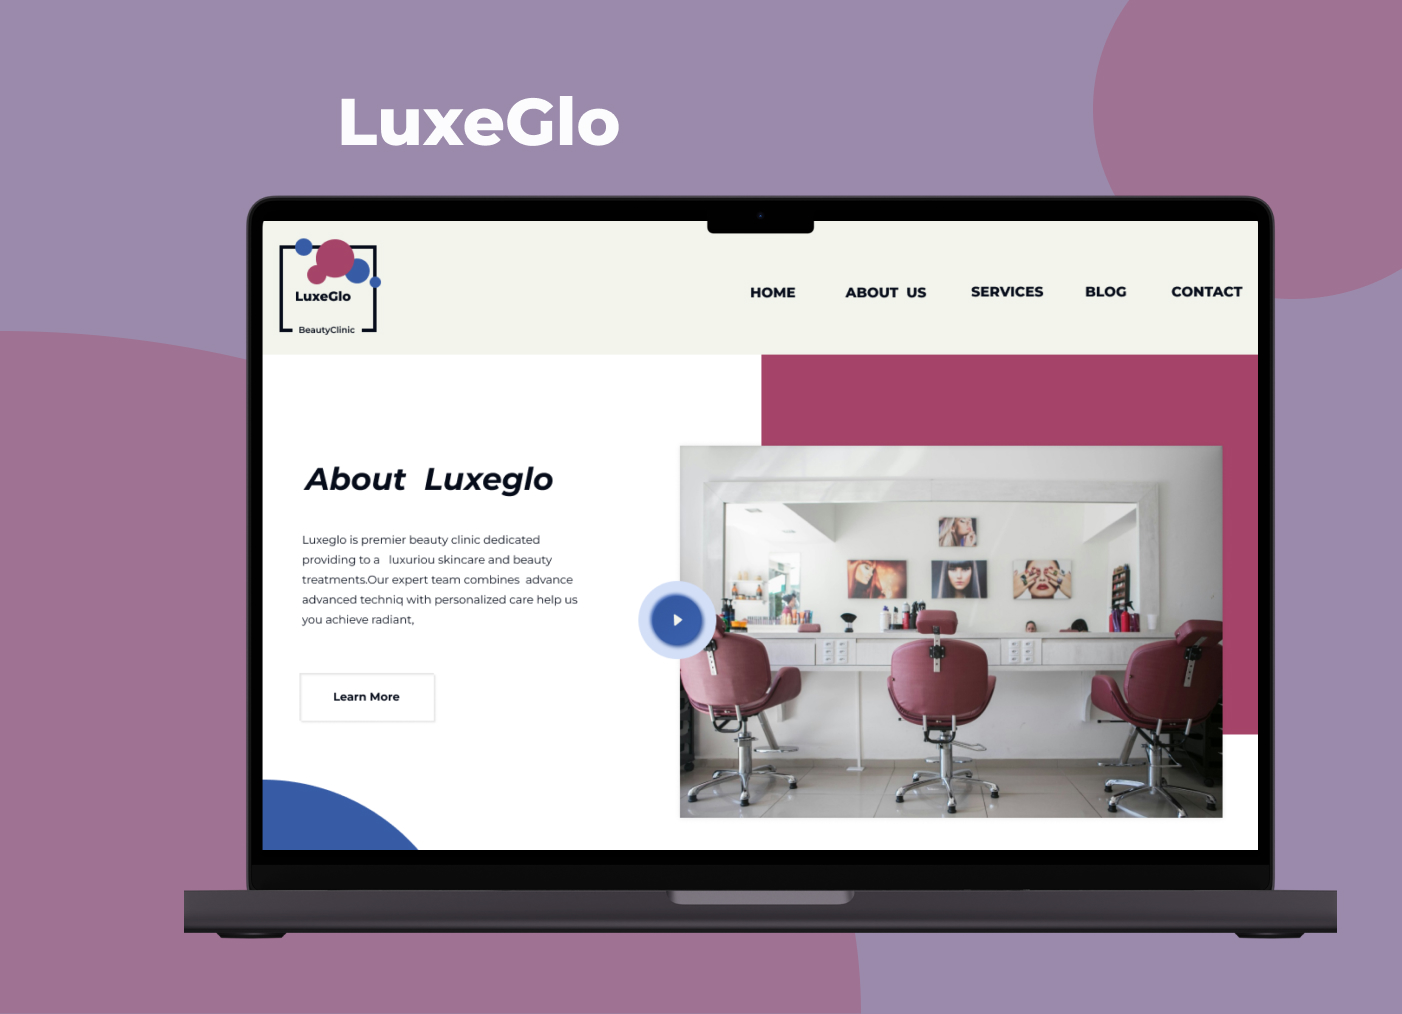 LuxeGlo
LuxeGlo
BeautyClinic
HOME ABOUT US SERVICES BLOG CONTACT
About Luxeglo
Luxeglo is premier beauty clinic dedicated
providing to a luxuriou skincare and beauty
treatments.Our expert team combines advance
advanced techniq with personalized care help us
you achieve radiant,
Learn More